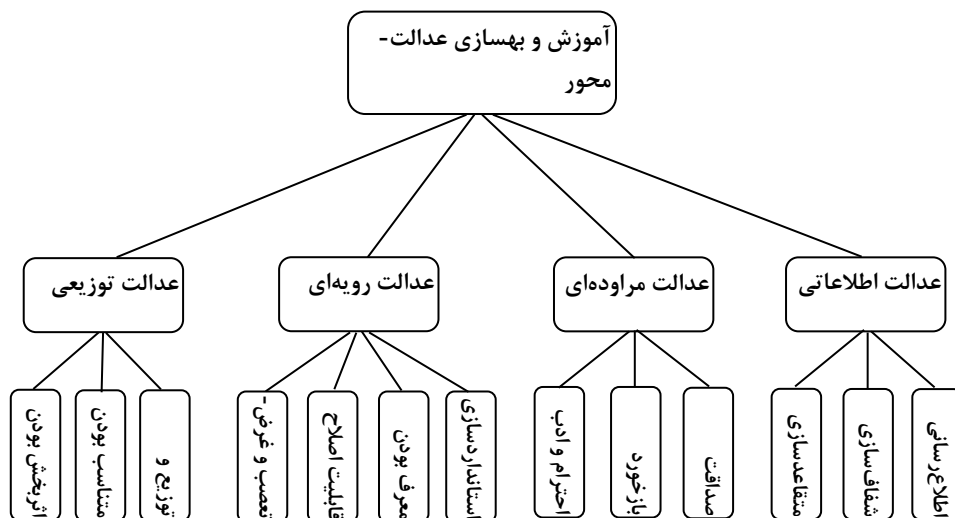 آموزش و بهسازی عدالت-
محور
عدالت اطلاعاتی
عدالت مراوده‌ای
عدالت رویه‌ای
عدالت توزیعی
اطلاع‌رسانی
شفاف‌سازی
متقاعدسازی
صداقت
بازخورد
احترام و ادب
استانداردسازی
معرف بودن
قابلیت اصلاح
تعصب و غرض-
توزیع و
متناسب بودن
اثربخش بودن